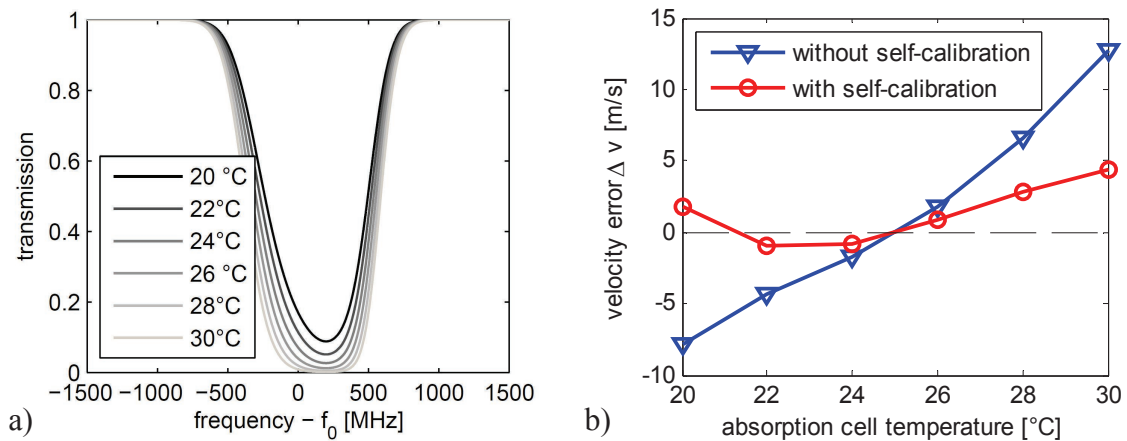 1
0.8
0.6
0.4
0.2
0
transmission
20 °C
22°C
24°C
26 °C
28°C
30°C
−1500 −1000 −500 0 500 1000 1500
frequency − f0 [MHz]
a)
15
10
5
0
-5
-10
velocity error Δ v [m/s]
without self-calibration
with self-calibration
20 22 24 26 28 30
absorption cell temperature [°C]
b)